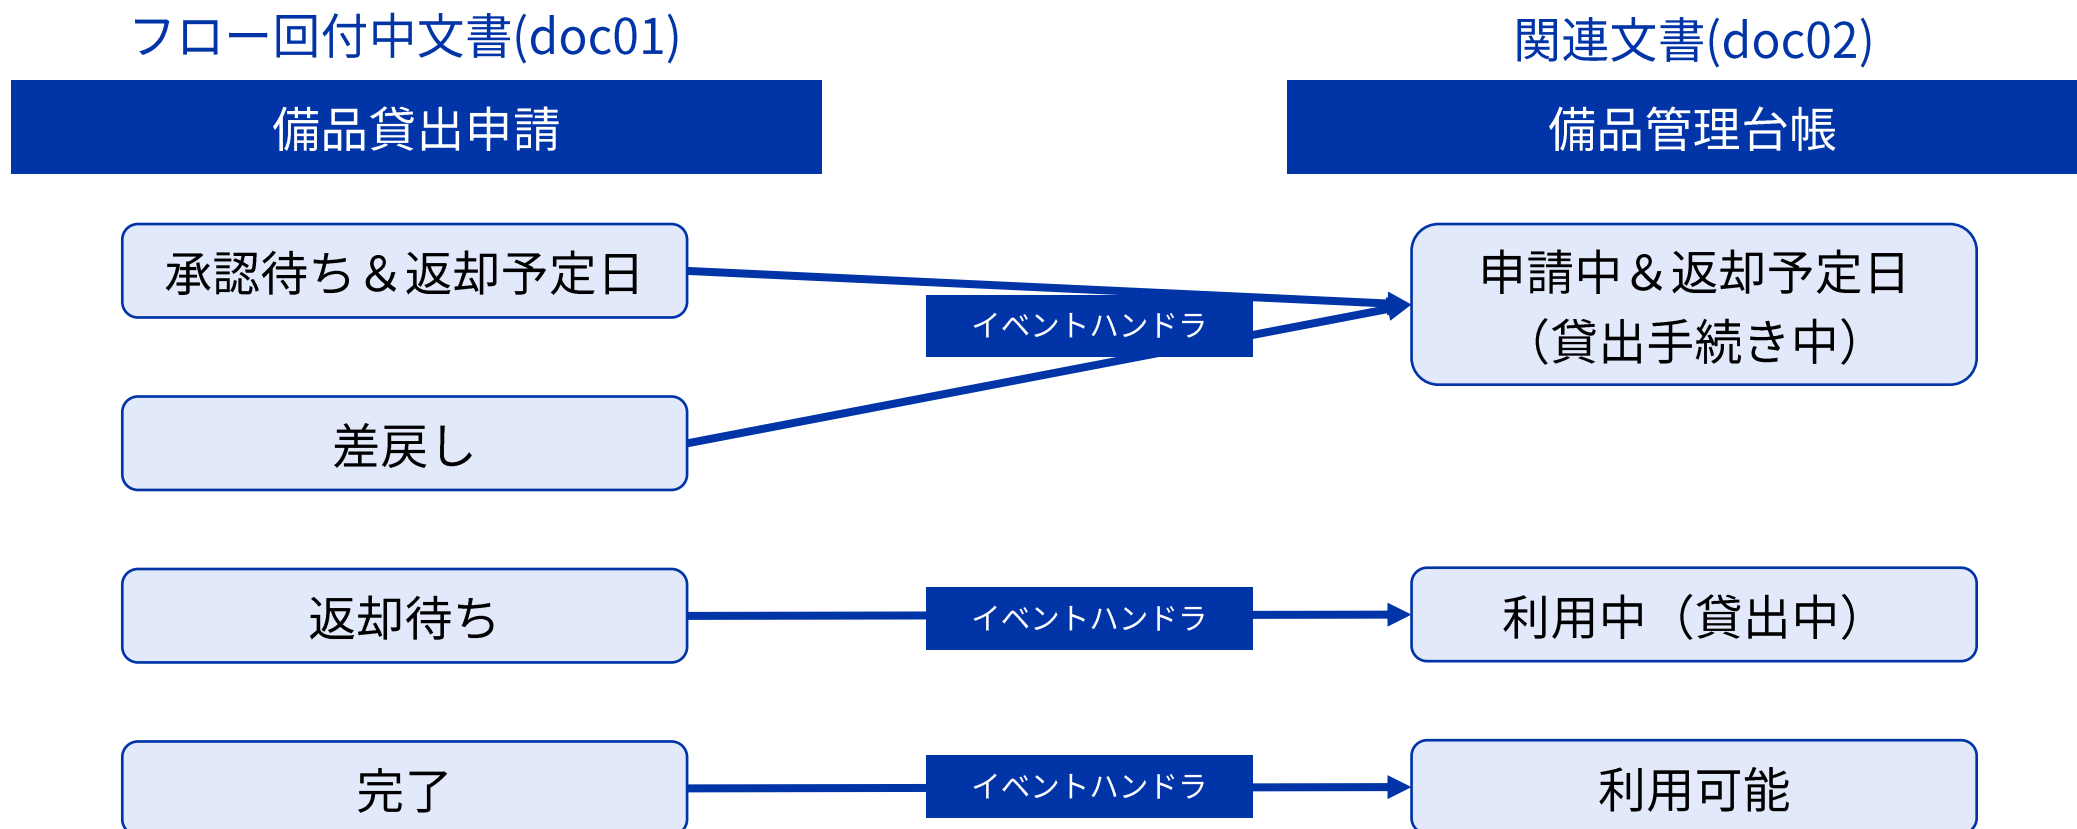 フロー回付中文書(doc01)
関連文書(doc02)
備品貸出申請
備品管理台帳
承認待ち＆返却予定日
イベントハンドラ
申請中＆返却予定日
（貸出手続き中）
差戻し
返却待ち
イベントハンドラ
利用中（貸出中）
完了
イベントハンドラ
利用可能